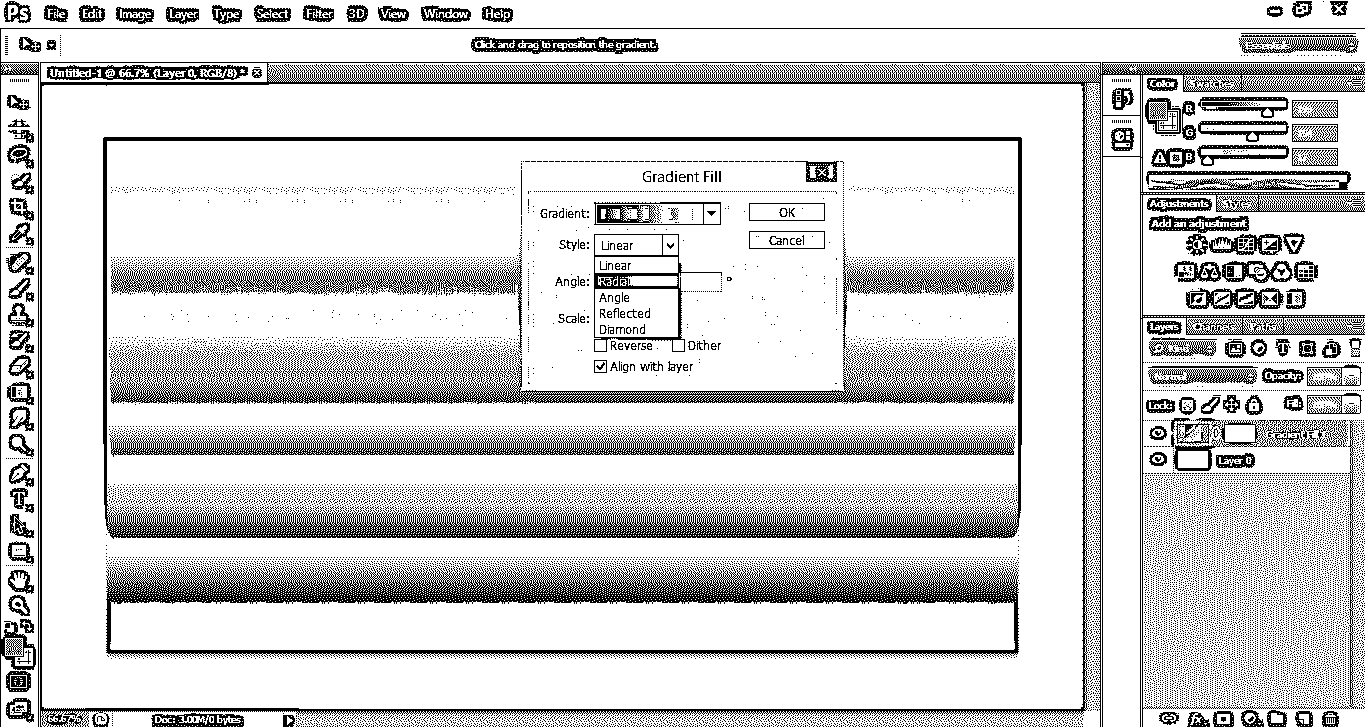 Ps File Edit Image Layer Type Select Filter 3D View Window Help
Click and drag to reposition the gradient.
Untitled-1 @ 66.7% (Layer 0, RGB/8) *
Color
R
G
B
Adjustments
Add an adjustment
Gradient Fill
Gradient:
OK
Style: Linear
Cancel
Linear
Radial
Angle
Reflected
Diamond
Angle: °
Scale:
Reverse Dither
Align with layer
Layers
Opacity:
Lock: Fill:
Layer 0
66.67% Doc: 3.00M/0 bytes